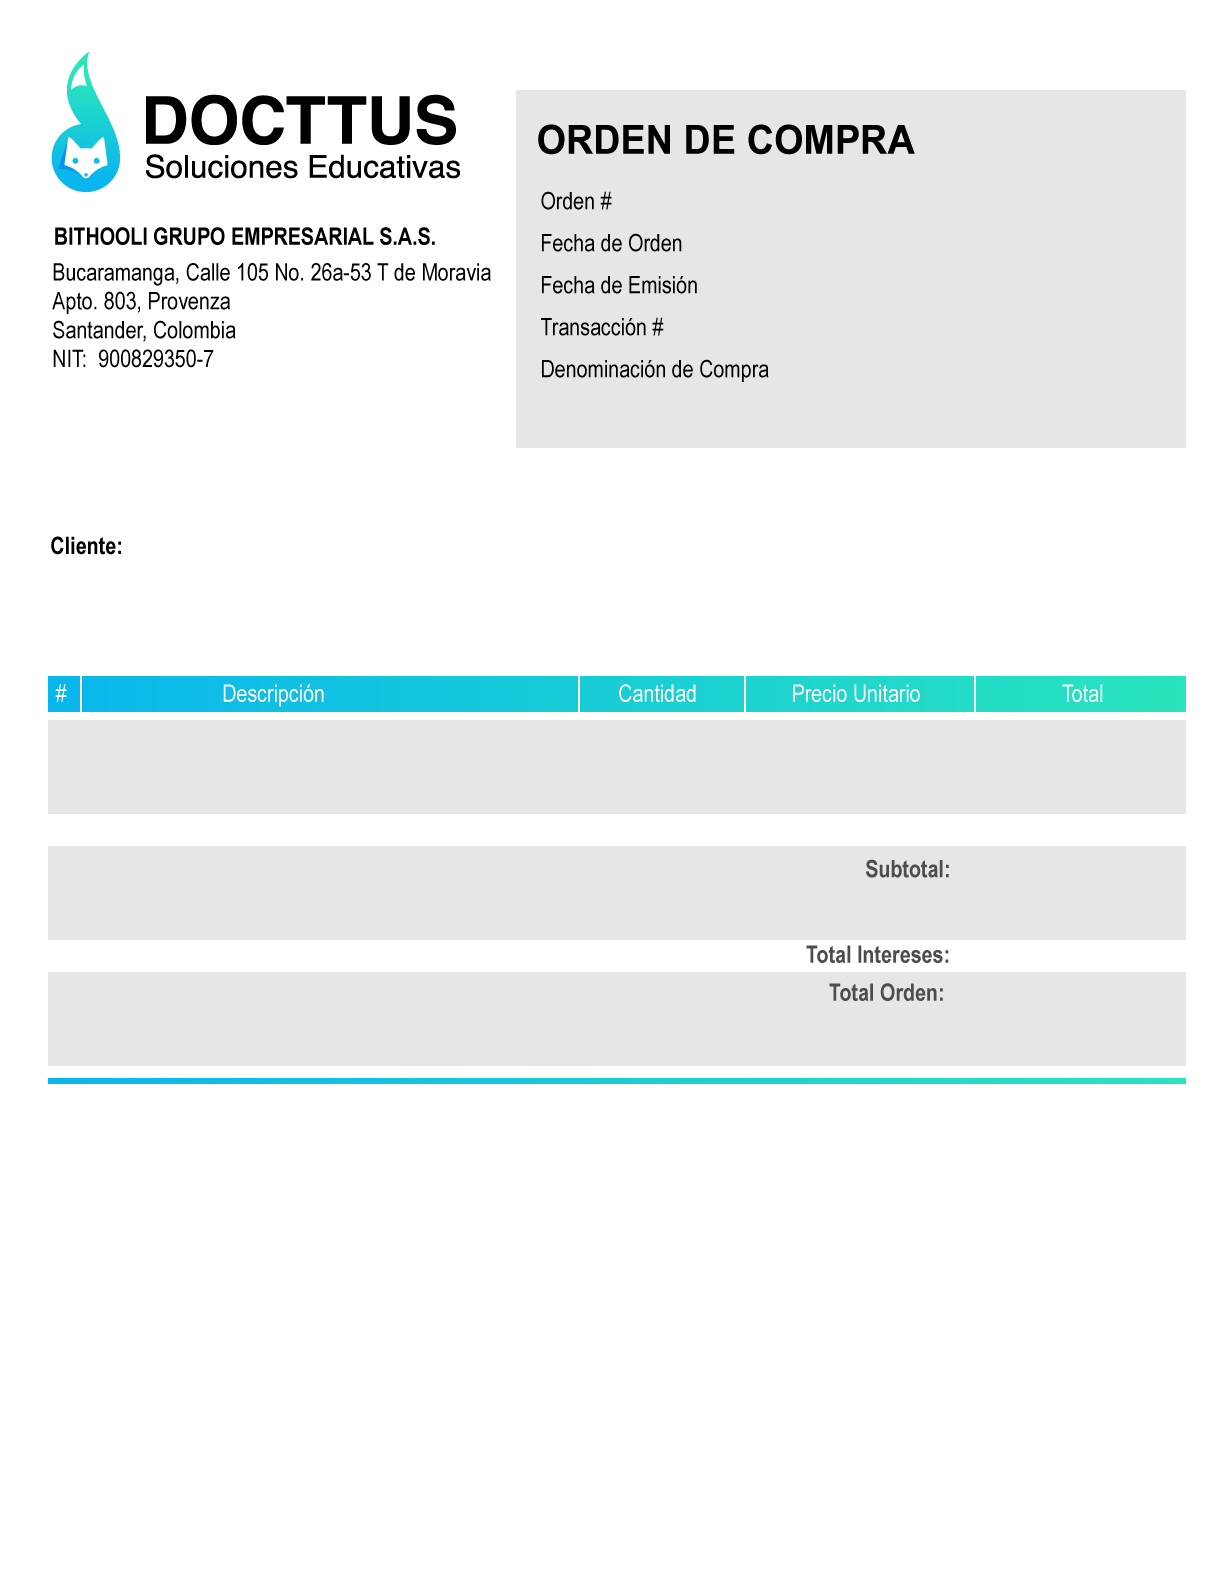 DOCTTUS
Soluciones Educativas
BITHOOLI GRUPO EMPRESARIAL S.A.S.
Bucaramanga, Calle 105 No. 26a-53 T de Moravia
Apto. 803, Provenza
Santander, Colombia
NIT:  900829350-7
ORDEN DE COMPRA
Orden #
Fecha de Orden
Fecha de Emisión
Transacción #
Denominación de Compra
Cliente:
# Descripción Cantidad Precio Unitario Total
Subtotal:
Total Intereses:
Total Orden: